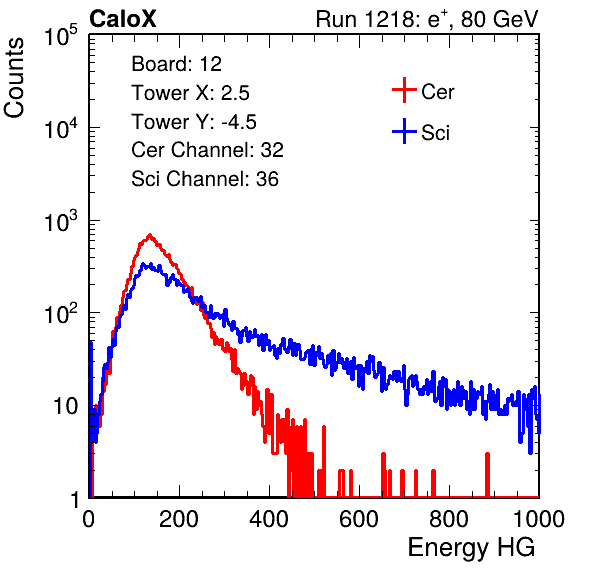 CaloX Run 1218: e+, 80 GeV
Counts
10^5
10^4
10^3
10^2
10
1
Board: 12
Tower X: 2.5
Tower Y: -4.5
Cer Channel: 32
Sci Channel: 36
Cer
Sci
0 200 400 600 800 1000
Energy HG